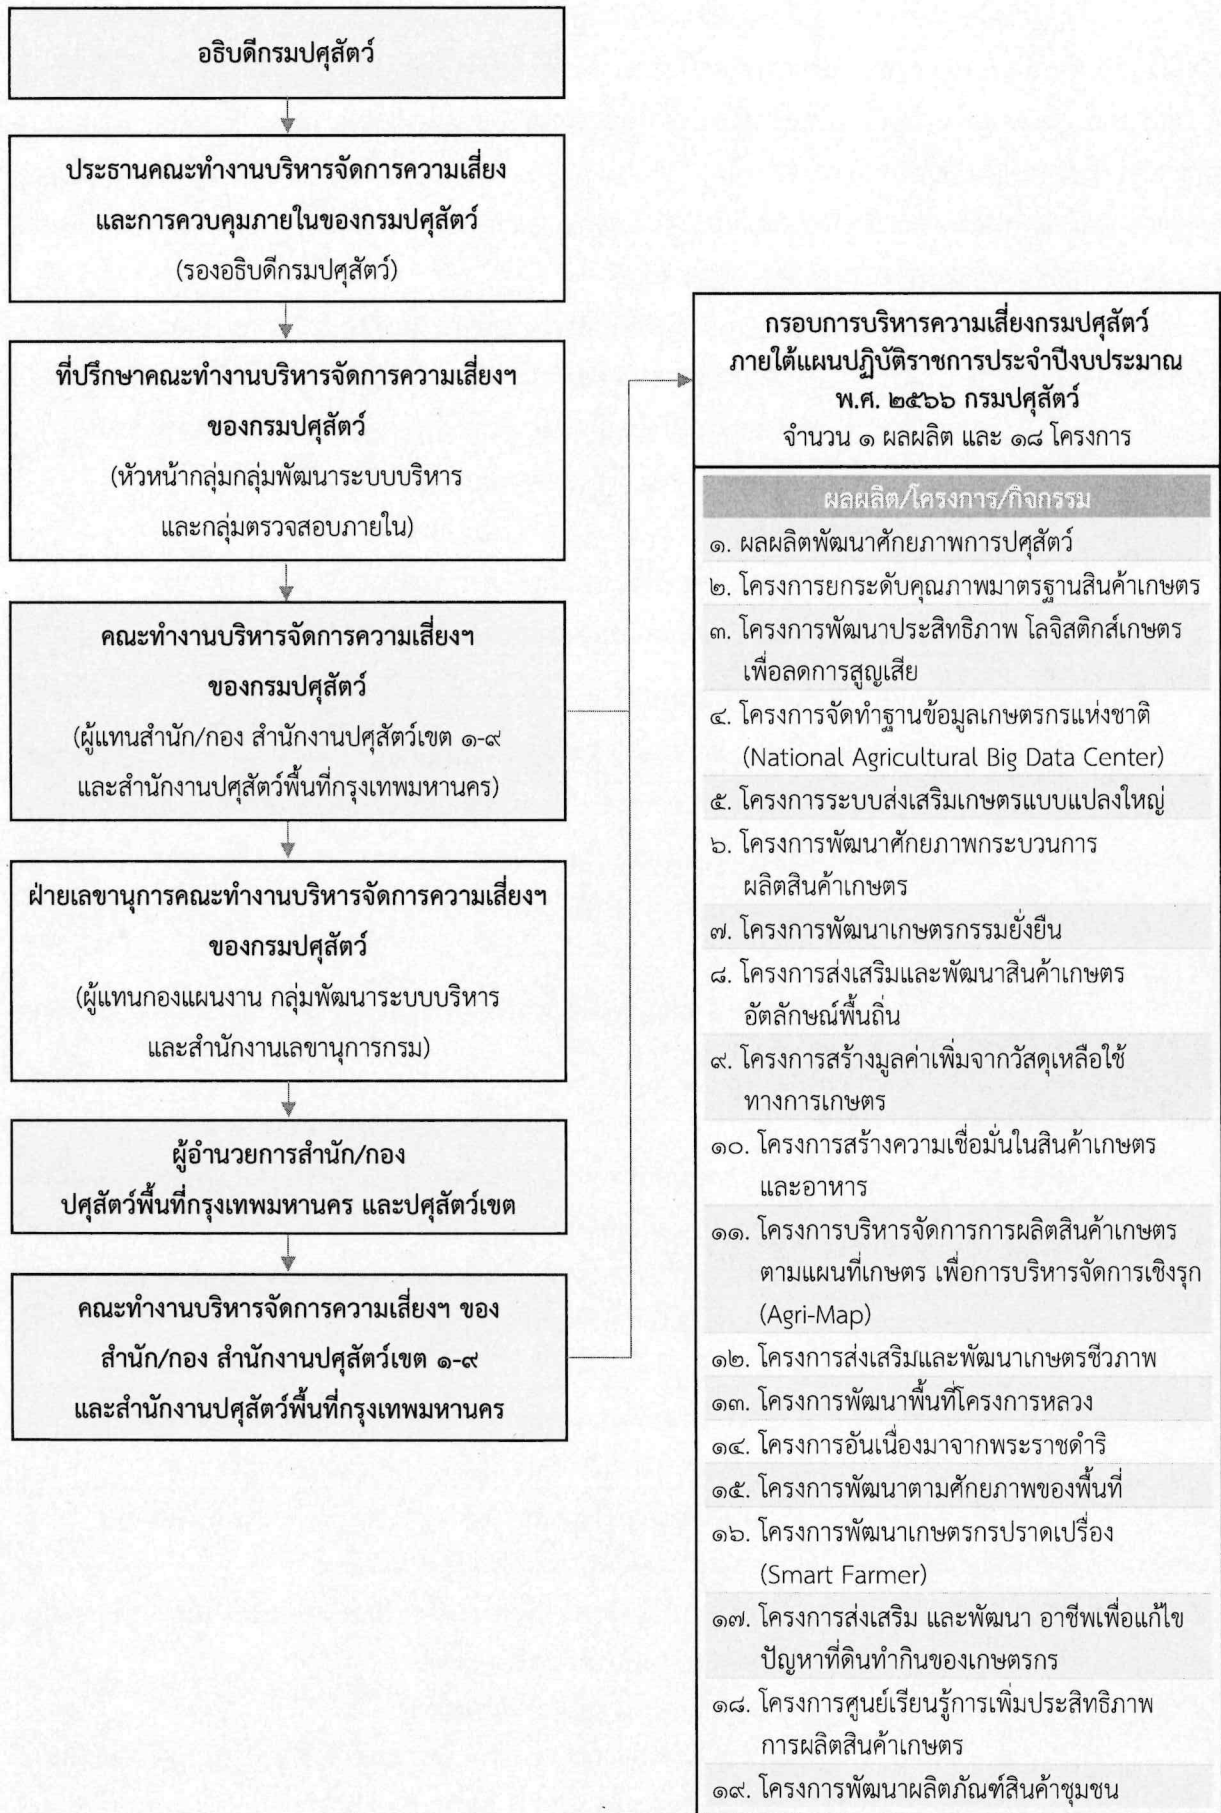 อธิบดีกรมปศุสัตว์
ประธานคณะทำงานบริหารจัดการความเสี่ยง
และการควบคุมภายในของกรมปศุสัตว์
(รองอธิบดีกรมปศุสัตว์)
ที่ปรึกษาคณะทำงานบริหารจัดการความเสี่ยงฯ
ของกรมปศุสัตว์
(หัวหน้ากลุ่มกลุ่มพัฒนาระบบบริหาร
และกลุ่มตรวจสอบภายใน)
คณะทำงานบริหารจัดการความเสี่ยงฯ
ของกรมปศุสัตว์
(ผู้แทนสำนัก/กอง สำนักงานปศุสัตว์เขต ๑-๙
และสำนักงานปศุสัตว์พื้นที่กรุงเทพมหานคร)
ฝ่ายเลขานุการคณะทำงานบริหารจัดการความเสี่ยงฯ
ของกรมปศุสัตว์
(ผู้แทนกองแผนงาน กลุ่มพัฒนาระบบบริหาร
และสำนักงานเลขานุการกรม)
ผู้อำนวยการสำนัก/กอง
ปศุสัตว์พื้นที่กรุงเทพมหานคร และปศุสัตว์เขต
คณะทำงานบริหารจัดการความเสี่ยงฯ ของ
สำนัก/กอง สำนักงานปศุสัตว์เขต ๑-๙
และสำนักงานปศุสัตว์พื้นที่กรุงเทพมหานคร
กรอบการบริหารความเสี่ยงกรมปศุสัตว์
ภายใต้แผนปฏิบัติราชการประจำปีงบประมาณ
พ.ศ. ๒๕๖๖ กรมปศุสัตว์
จำนวน ๑ ผลผลิต และ ๑๘ โครงการ
ผลผลิต/โครงการ/กิจกรรม
๑. ผลผลิตพัฒนาศักยภาพการปศุสัตว์
๒. โครงการยกระดับคุณภาพมาตรฐานสินค้าเกษตร
๓. โครงการพัฒนาประสิทธิภาพ โลจิสติกส์เกษตร
เพื่อลดการสูญเสีย
๔. โครงการจัดทำฐานข้อมูลเกษตรกรแห่งชาติ
(National Agricultural Big Data Center)
๕. โครงการระบบส่งเสริมเกษตรแบบแปลงใหญ่
๖. โครงการพัฒนาศักยภาพกระบวนการ
ผลิตสินค้าเกษตร
๗. โครงการพัฒนาเกษตรกรรมยั่งยืน
๘. โครงการส่งเสริมและพัฒนาสินค้าเกษตร
อัตลักษณ์พื้นถิ่น
๙. โครงการสร้างมูลค่าเพิ่มจากวัสดุเหลือใช้
ทางการเกษตร
๑๐. โครงการสร้างความเชื่อมั่นในสินค้าเกษตร
และอาหาร
๑๑. โครงการบริหารจัดการการผลิตสินค้าเกษตร
ตามแผนที่เกษตร เพื่อการบริหารจัดการเชิงรุก
(Agri-Map)
๑๒. โครงการส่งเสริมและพัฒนาเกษตรชีวภาพ
๑๓. โครงการพัฒนาพื้นที่โครงการหลวง
๑๔. โครงการอันเนื่องมาจากพระราชดำริ
๑๕. โครงการพัฒนาตามศักยภาพของพื้นที่
๑๖. โครงการพัฒนาเกษตรกรปราดเปรื่อง
(Smart Farmer)
๑๗. โครงการส่งเสริม และพัฒนา อาชีพเพื่อแก้ไข
ปัญหาที่ดินทำกินของเกษตรกร
๑๘. โครงการศูนย์เรียนรู้การเพิ่มประสิทธิภาพ
การผลิตสินค้าเกษตร
๑๙. โครงการพัฒนาผลิตภัณฑ์สินค้าชุมชน